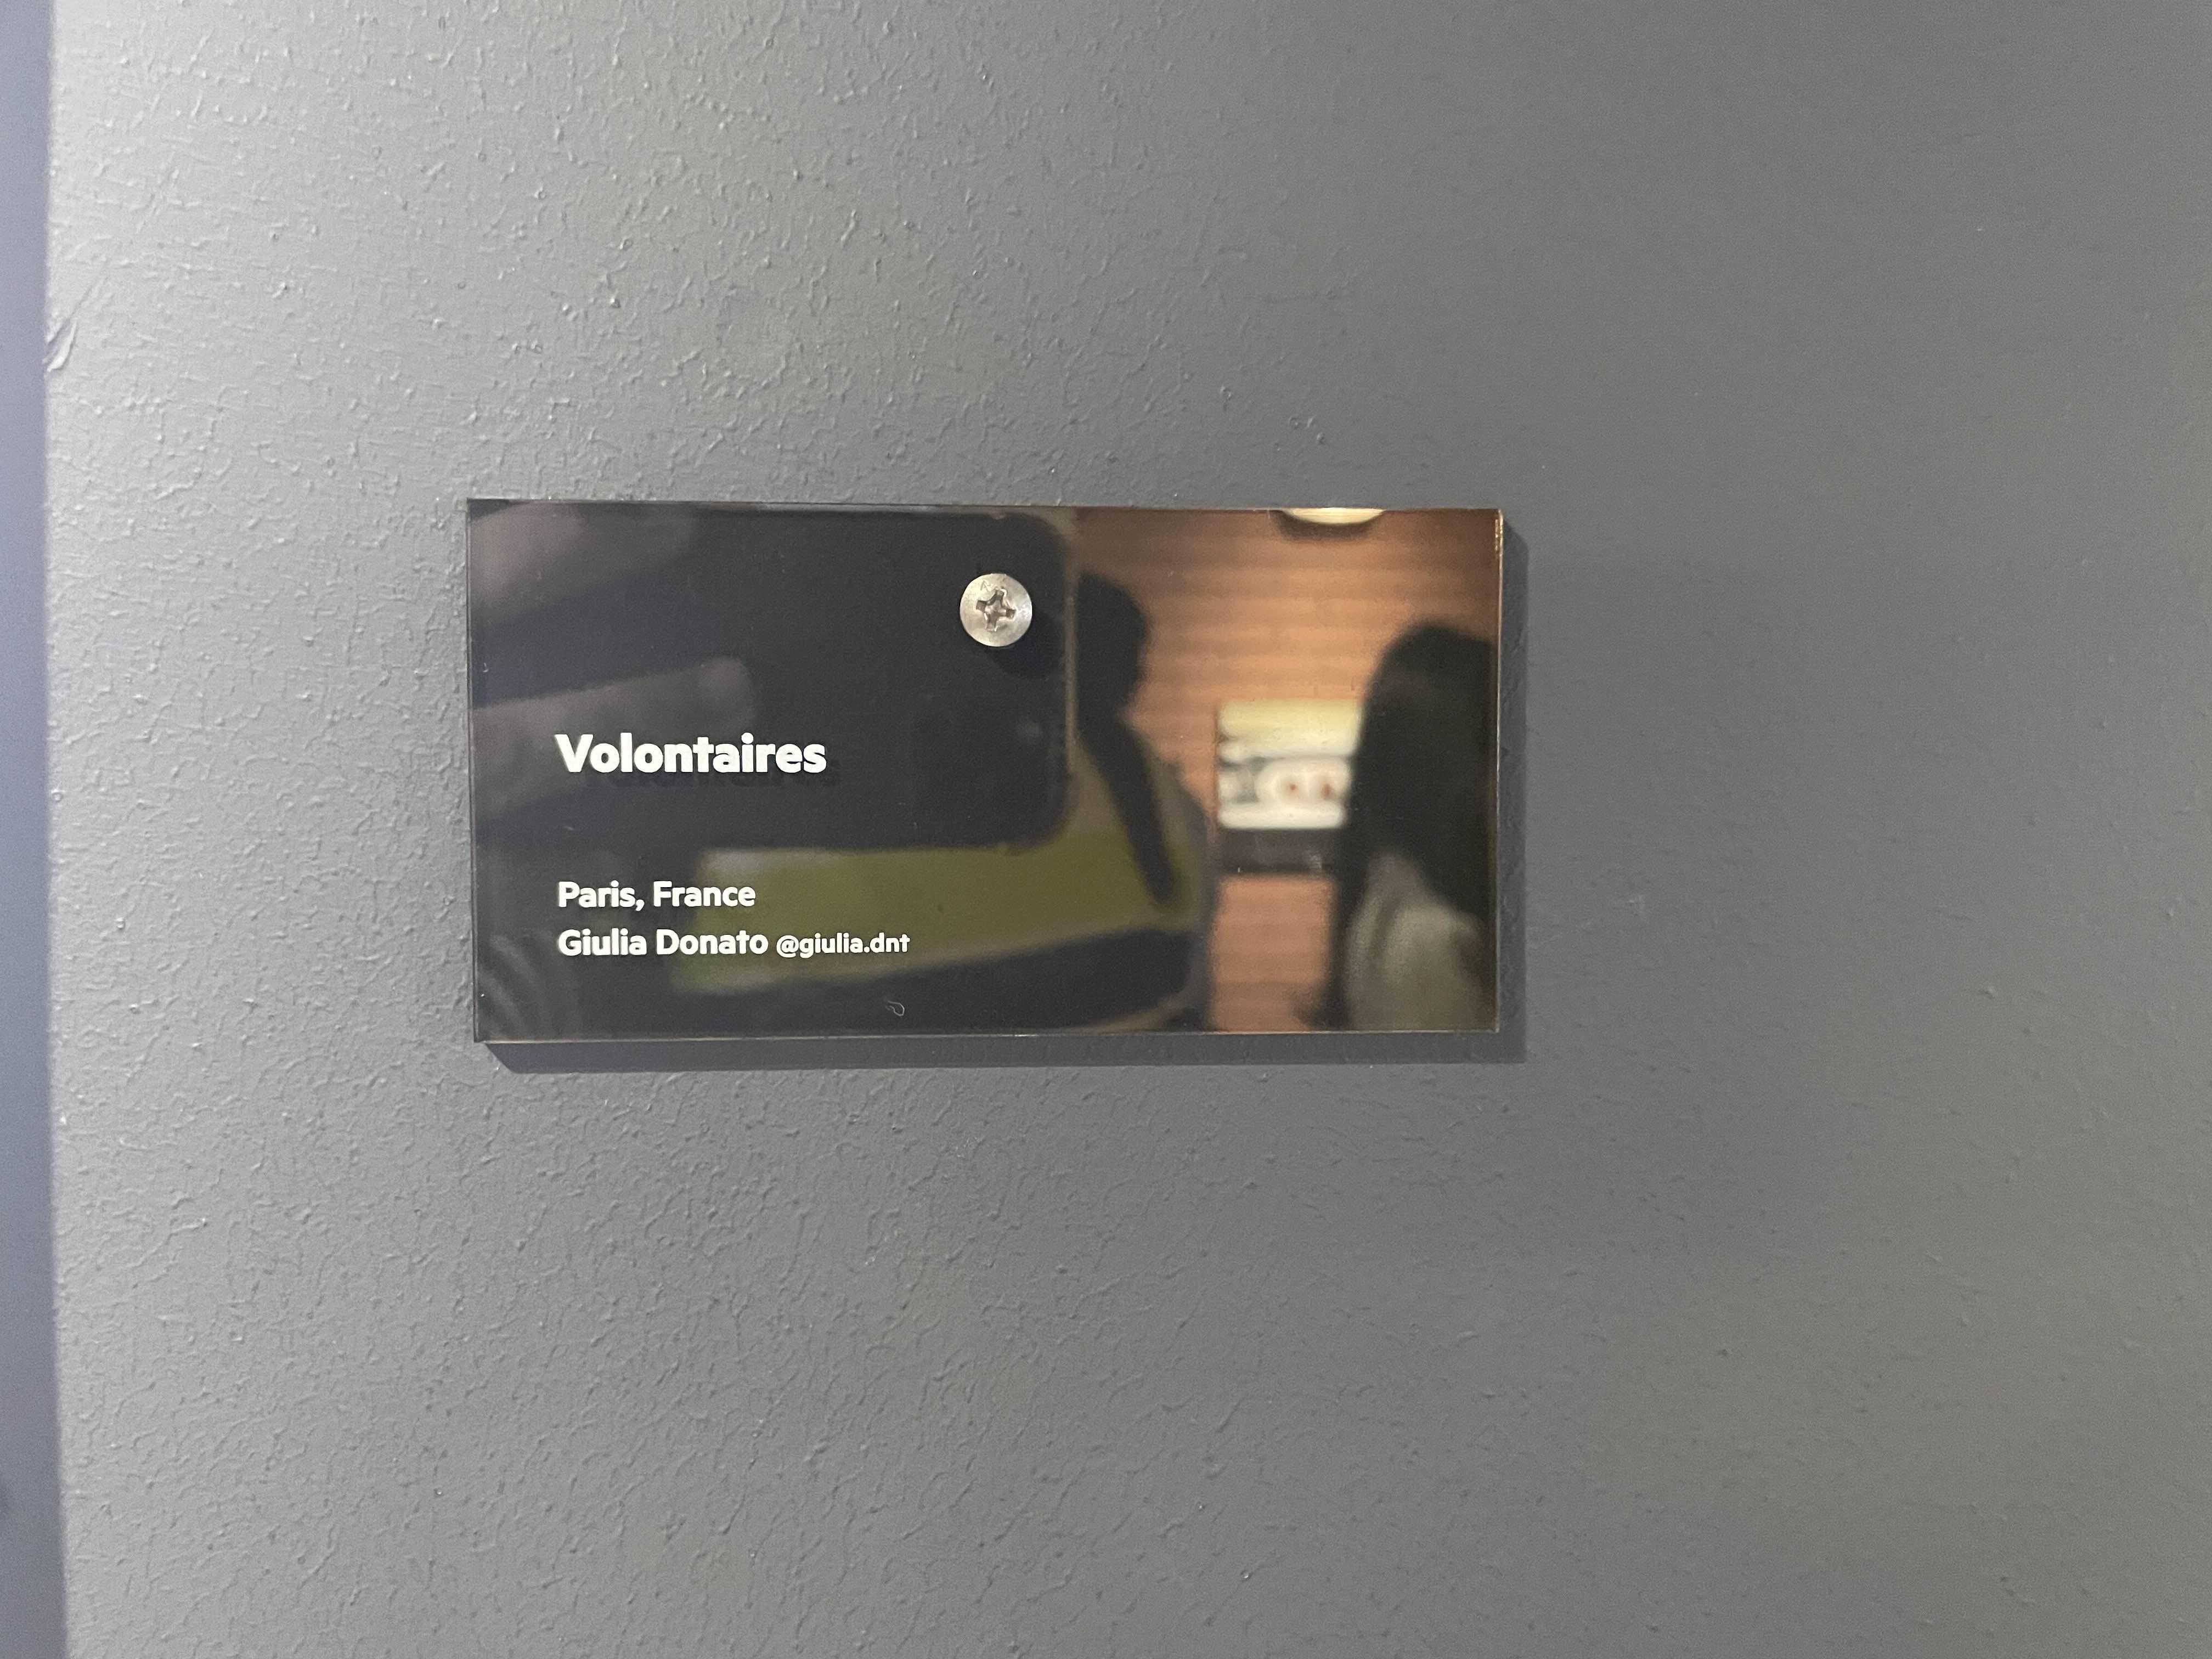 Volontaires
Paris, France
Giulia Donato @giulia.dnt